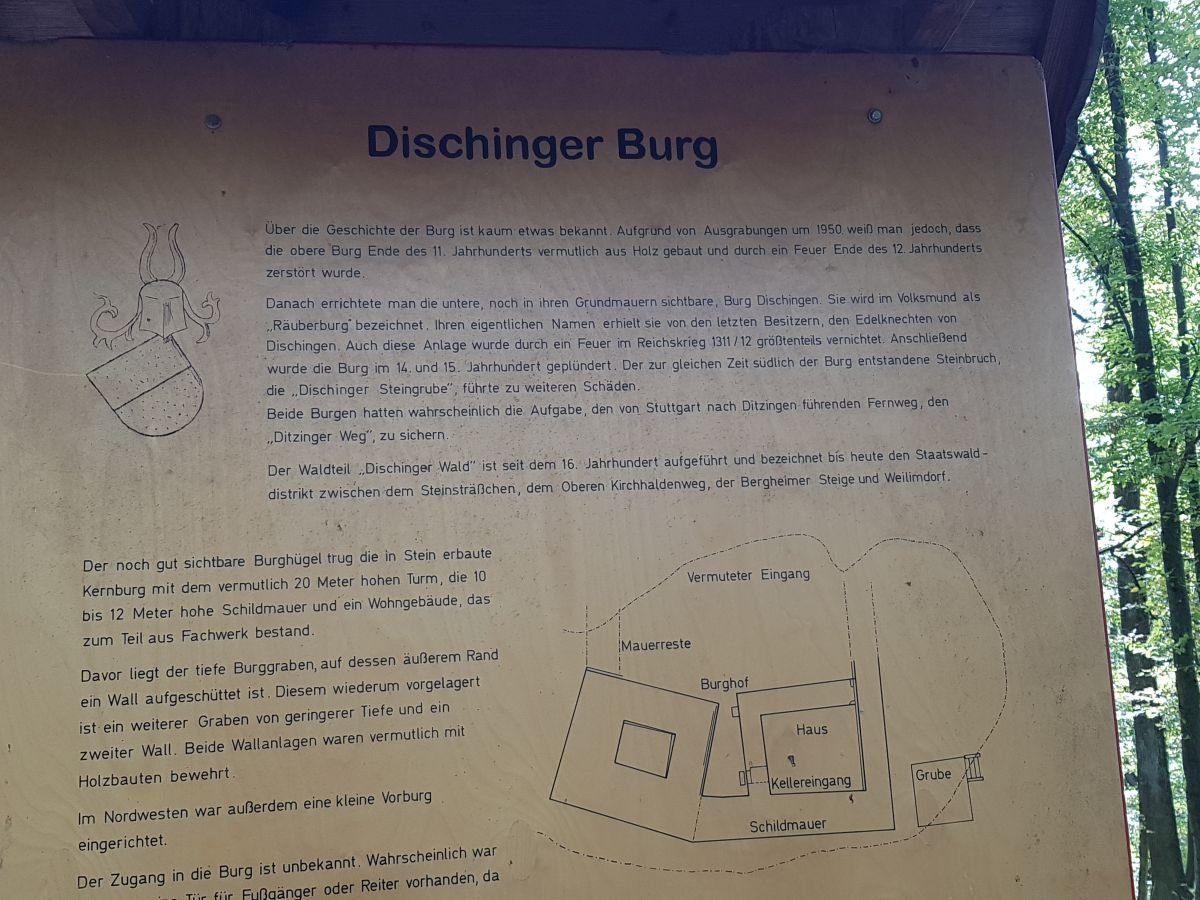 Dischinger Burg
Über die Geschichte der Burg ist kaum etwas bekannt. Aufgrund von Ausgrabungen um 1950 weiß man jedoch, dass
die obere Burg Ende des 11. Jahrhunderts vermutlich aus Holz gebaut und durch ein Feuer Ende des 12. Jahrhunderts
zerstört wurde.
Danach errichtete man die untere, noch in ihren Grundmauern sichtbare, Burg Dischingen. Sie wird im Volksmund als
„Räuberburg" bezeichnet. Ihren eigentlichen Namen erhielt sie von den letzten Besitzern, den Edelknechten von
Dischingen. Auch diese Anlage wurde durch ein Feuer im Reichskrieg 1311/12 größtenteils vernichtet. Anschließend
wurde die Burg im 14. und 15. Jahrhundert geplündert. Der zur gleichen Zeit südlich der Burg entstandene Steinbruch,
die „Dischinger Steingrube", führte zu weiteren Schäden.
Beide Burgen hatten wahrscheinlich die Aufgabe, den von Stuttgart nach Ditzingen führenden Fernweg, den
„Ditzinger Weg", zu sichern.
Der Waldteil „Dischinger Wald" ist seit dem 16. Jahrhundert aufgeführt und bezeichnet bis heute den Staatswald-
distrikt zwischen dem Steinsträßchen, dem Oberen Kirchhaldenweg, der Bergheimer Steige und Weilimdorf.
Der noch gut sichtbare Burghügel trug die in Stein erbaute
Kernburg mit dem vermutlich 20 Meter hohen Turm, die 10
bis 12 Meter hohe Schildmauer und ein Wohngebäude, das
zum Teil aus Fachwerk bestand.
Davor liegt der tiefe Burggraben, auf dessen äußerem Rand
ein Wall aufgeschüttet ist. Diesem wiederum vorgelagert
ist ein weiterer Graben von geringerer Tiefe und ein
zweiter Wall. Beide Wallanlagen waren vermutlich mit
Holzbauten bewehrt.
Im Nordwesten war außerdem eine kleine Vorburg
eingerichtet.
Der Zugang in die Burg ist unbekannt. Wahrscheinlich war
Tür für Fußgänger oder Reiter vorhanden, da
Vermuteter Eingang
Mauerreste
Burghof
Haus
Kellereingang
Grube
Schildmauer